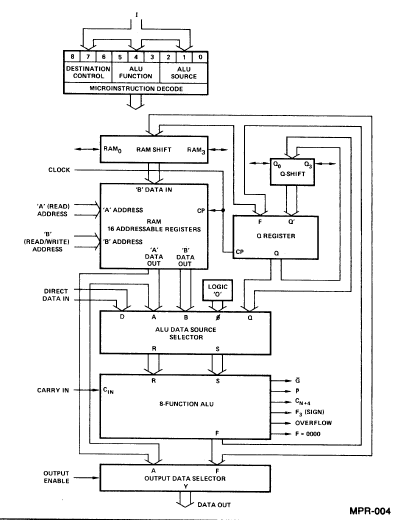 I
8 7 6 5 4 3 2 1 0
DESTINATION CONTROL
ALU FUNCTION
ALU SOURCE
MICROINSTRUCTION DECODE
RAM0 RAM SHIFT RAM3
Q0 Q3
Q-SHIFT
CLOCK
'B' DATA IN
'A' (READ) ADDRESS
'A' ADDRESS
CP
RAM
16 ADDRESSABLE REGISTERS
'B' (READ/WRITE) ADDRESS
'B' ADDRESS
'A' DATA OUT
'B' DATA OUT
F Q'
Q REGISTER
CP Q
DIRECT DATA IN
LOGIC '0'
D A B Ø Q
ALU DATA SOURCE
SELECTOR
R S
R S
CARRY IN
CIN
8-FUNCTION ALU
G̅
P̅
CN+4
F3 (SIGN)
OVERFLOW
F = 0000
F
OUTPUT ENABLE
A F
OUTPUT DATA SELECTOR
Y
DATA OUT
MPR-004